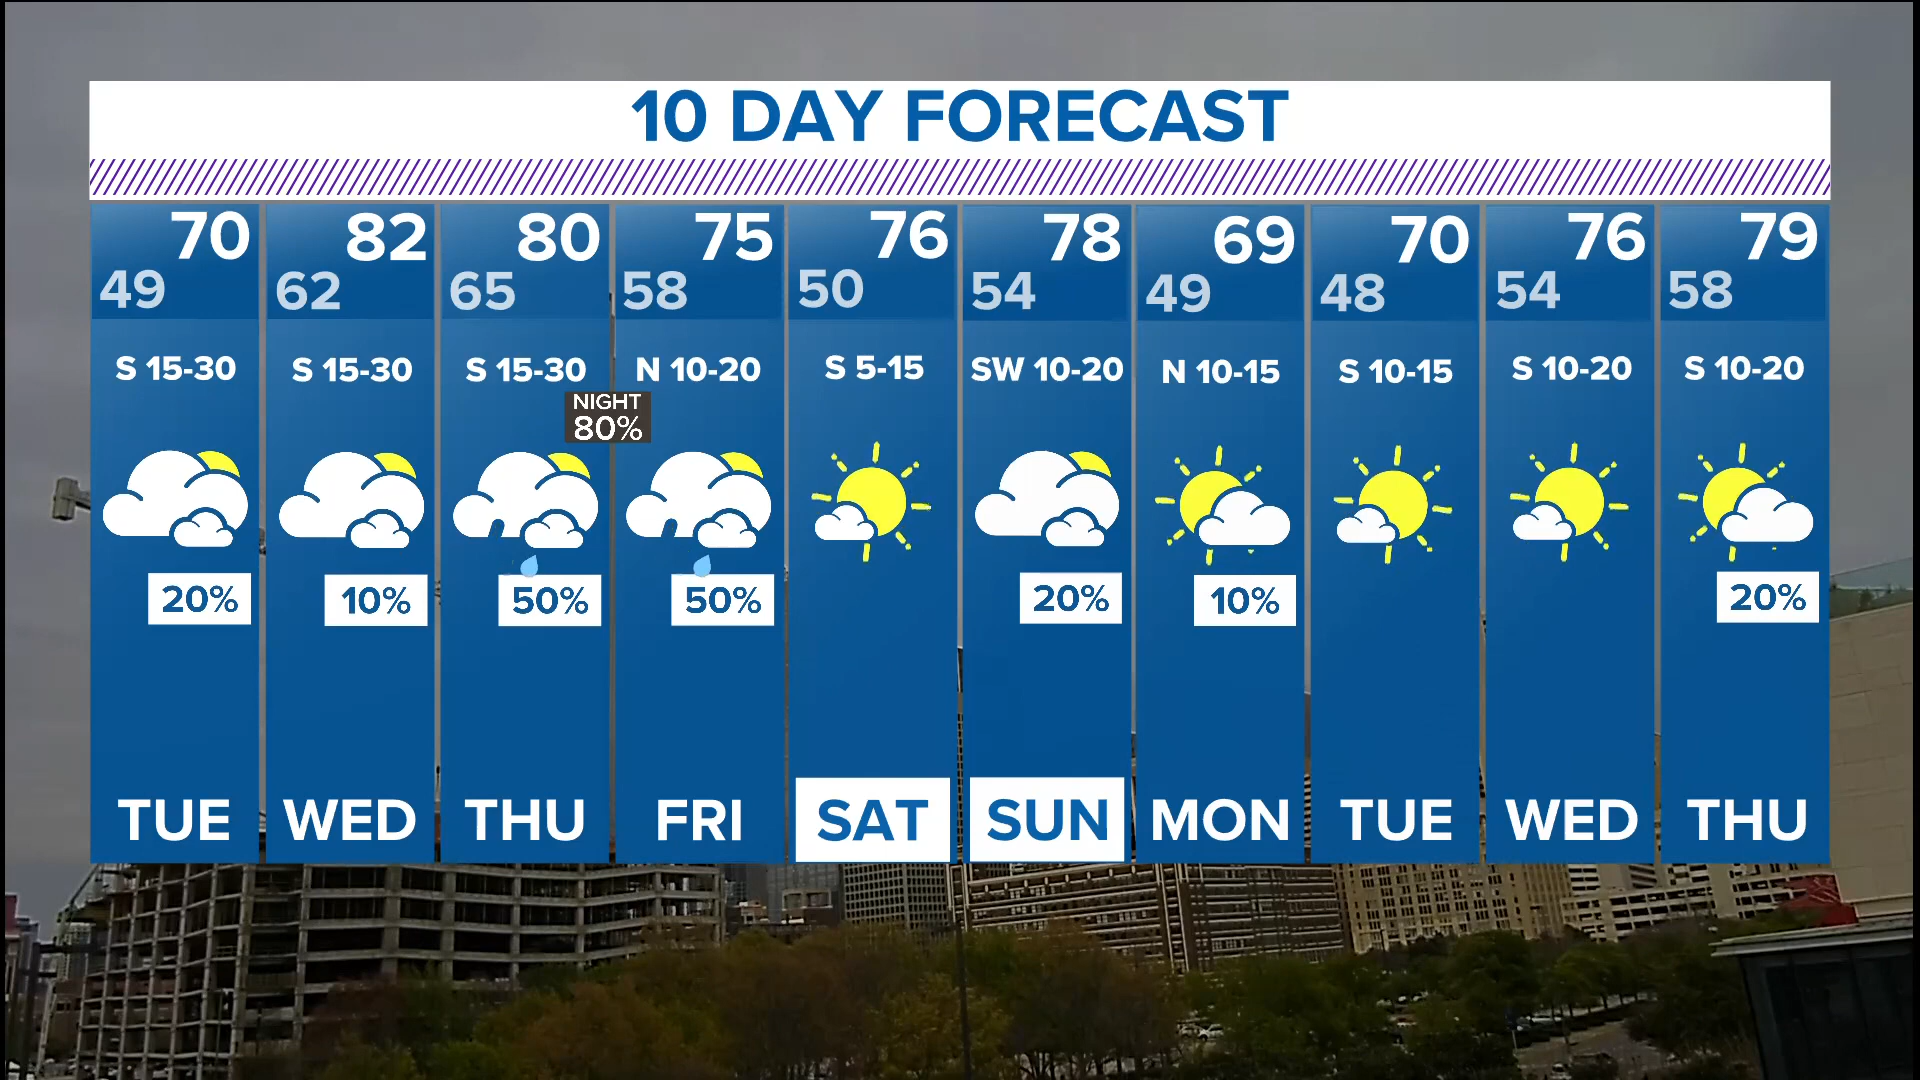 10 DAY FORECAST
70 82 80 75 76 78 69 70 76 79
49 62 65 58 50 54 49 48 54 58
S 15-30 S 15-30 S 15-30 N 10-20 S 5-15 SW 10-20 N 10-15 S 10-15 S 10-20 S 10-20
NIGHT
80%
20% 10% 50% 50% 20% 10% 20%
TUE WED THU FRI SAT SUN MON TUE WED THU